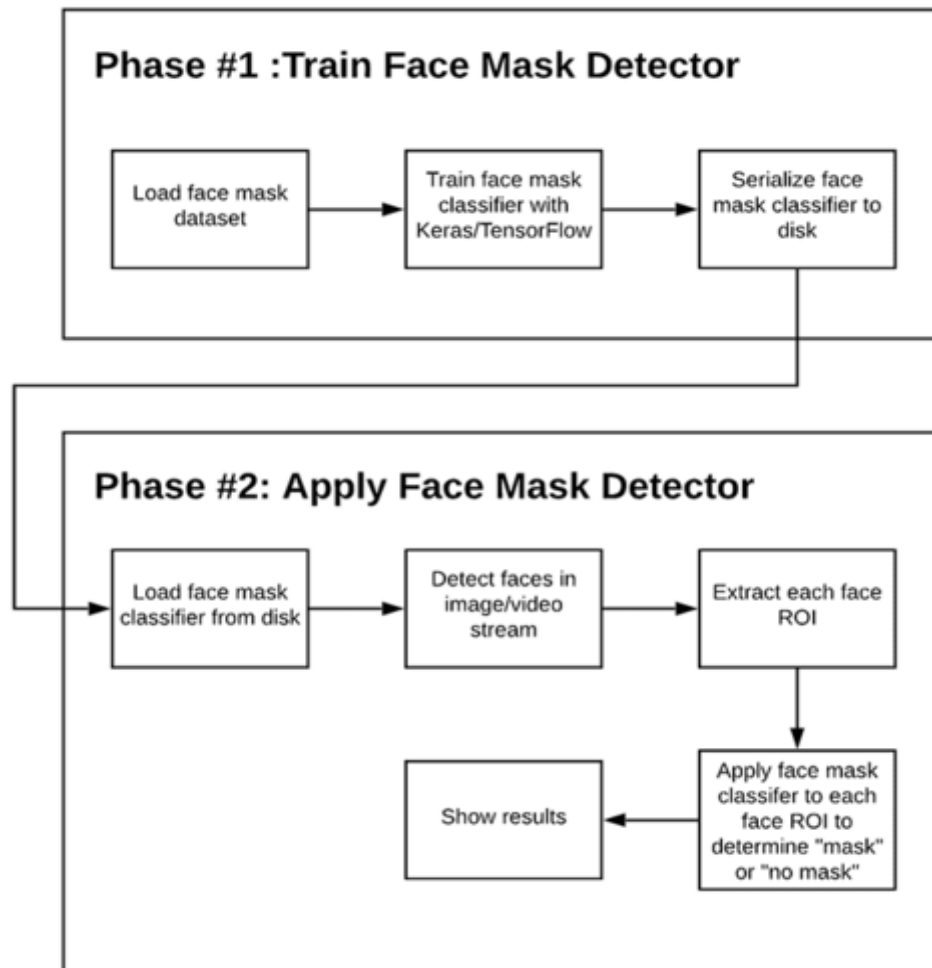 Phase #1 :Train Face Mask Detector
Load face mask
dataset
Train face mask
classifier with
Keras/TensorFlow
Serialize face
mask classifier to
disk
Phase #2: Apply Face Mask Detector
Load face mask
classifier from disk
Detect faces in
image/video
stream
Extract each face
ROI
Apply face mask
classifer to each
face ROI to
determine "mask"
or "no mask"
Show results